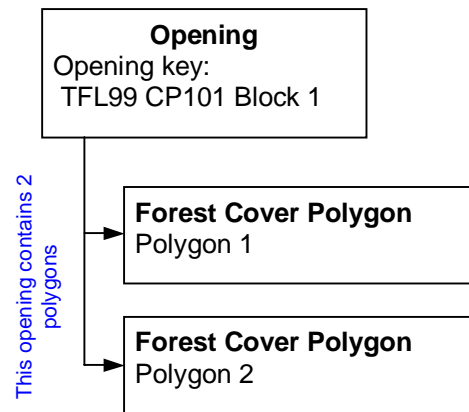 Opening
Opening key:
TFL99 CP101 Block 1
This opening contains 2
polygons
Forest Cover Polygon
Polygon 1
Forest Cover Polygon
Polygon 2